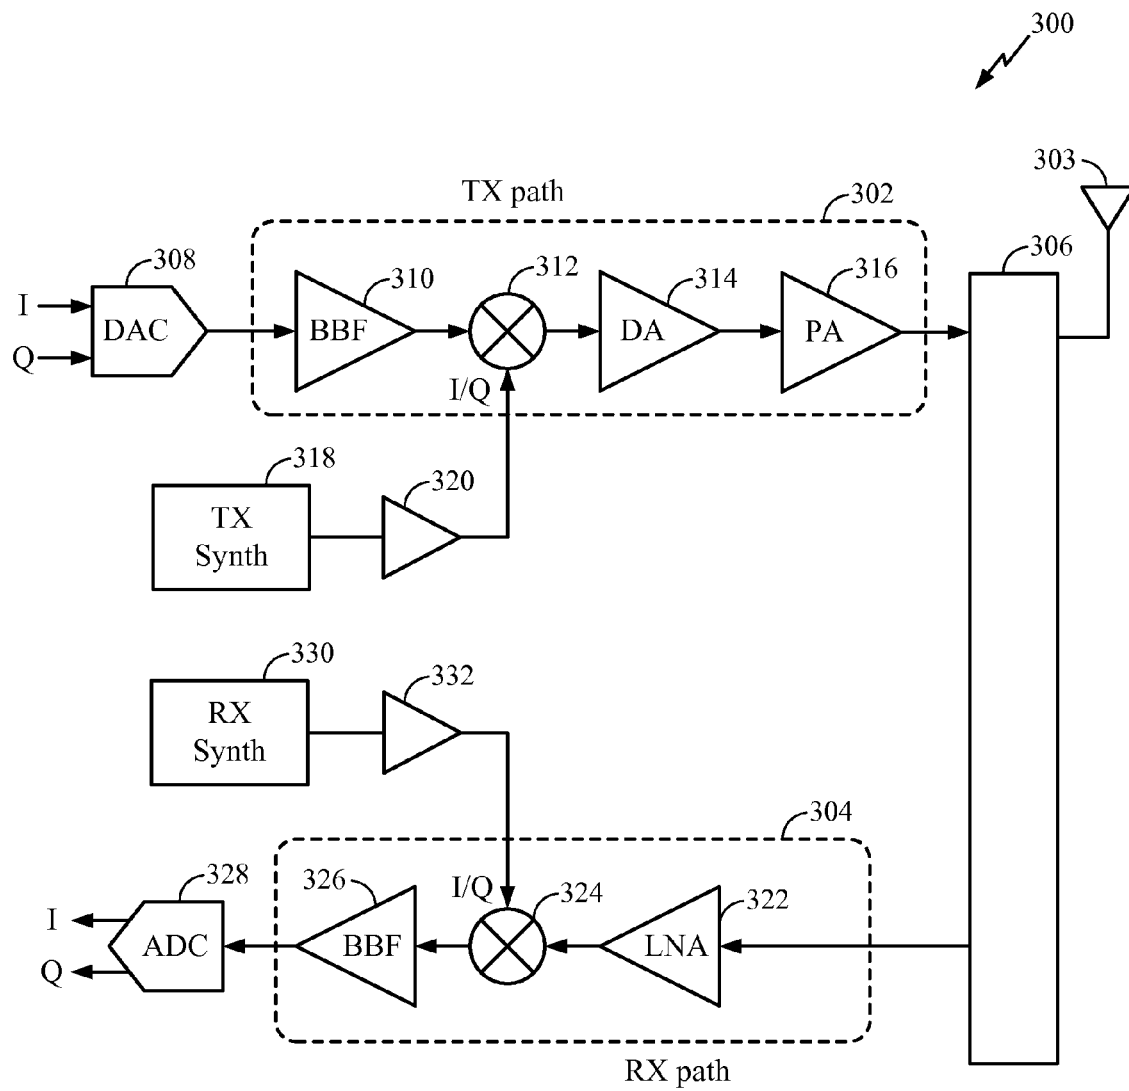 300
303
TX path
302
306
308
310
312
314
316
I
DAC
BBF
DA
PA
Q
I/Q
318
320
TX
Synth
330
332
RX
Synth
304
328
326
I/Q
324
322
I
ADC
BBF
LNA
Q
RX path